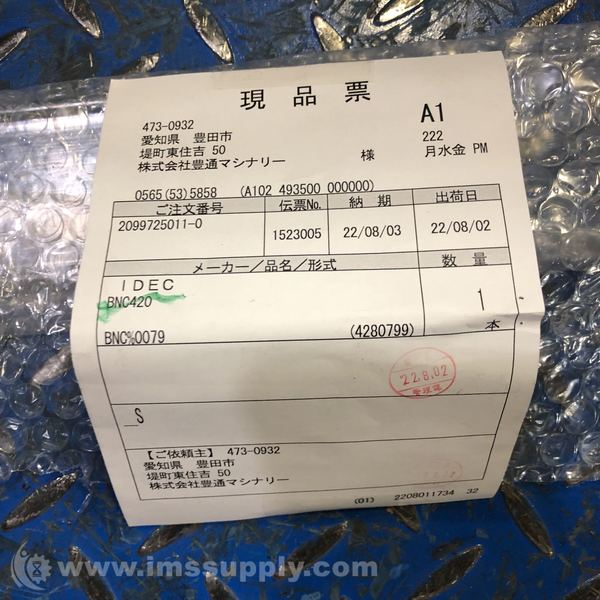 現品票
A1
473-0932
愛知県 豊田市
堤町東住吉 50
株式会社豊通マシナリー 様
222
月水金 PM
0565(53)5858 (A102 493500 000000)
ご注文番号 伝票No. 納期 出荷日
2099725011-0 1523005 22/08/03 22/08/02
メーカー/品名/形式 数量
IDEC
BNC420 1
BNC%0079 (4280799) 本
22.8.02
_S
【ご依頼主】 473-0932
愛知県 豊田市
堤町東住吉 50
株式会社豊通マシナリー
(01) 2208011734 32
www.imssupply.com